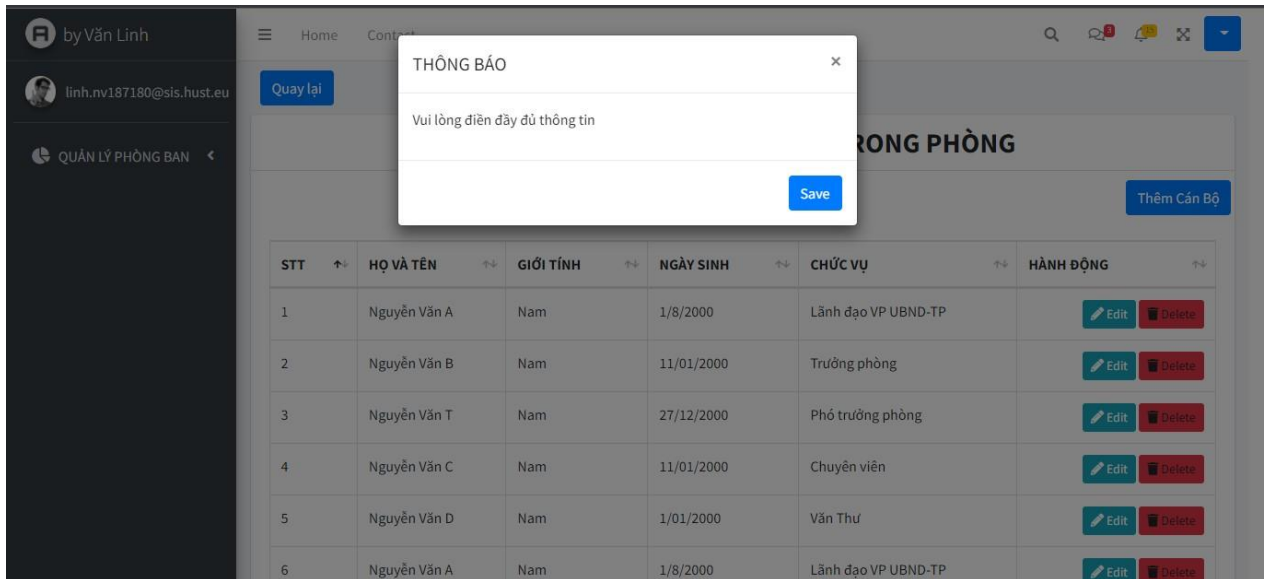 by Văn Linh
Home
THÔNG BÁO
×
3
15
linh.nv187180@sis.hust.eu
Quay lại
Vui lòng điền đầy đủ thông tin
QUẢN LÝ PHÒNG BAN
PHÒNG
Save
Thêm Cán Bộ
STT HỌ VÀ TÊN GIỚI TÍNH NGÀY SINH CHỨC VỤ HÀNH ĐỘNG
1 Nguyễn Văn A Nam 1/8/2000 Lãnh đạo VP UBND-TP Edit Delete
2 Nguyễn Văn B Nam 11/01/2000 Trưởng phòng Edit Delete
3 Nguyễn Văn T Nam 27/12/2000 Phó trưởng phòng Edit Delete
4 Nguyễn Văn C Nam 11/01/2000 Chuyên viên Edit Delete
5 Nguyễn Văn D Nam 1/01/2000 Văn Thư Edit Delete
6 Nguyễn Văn A Nam 1/8/2000 Lãnh đạo VP UBND-TP Edit Delete